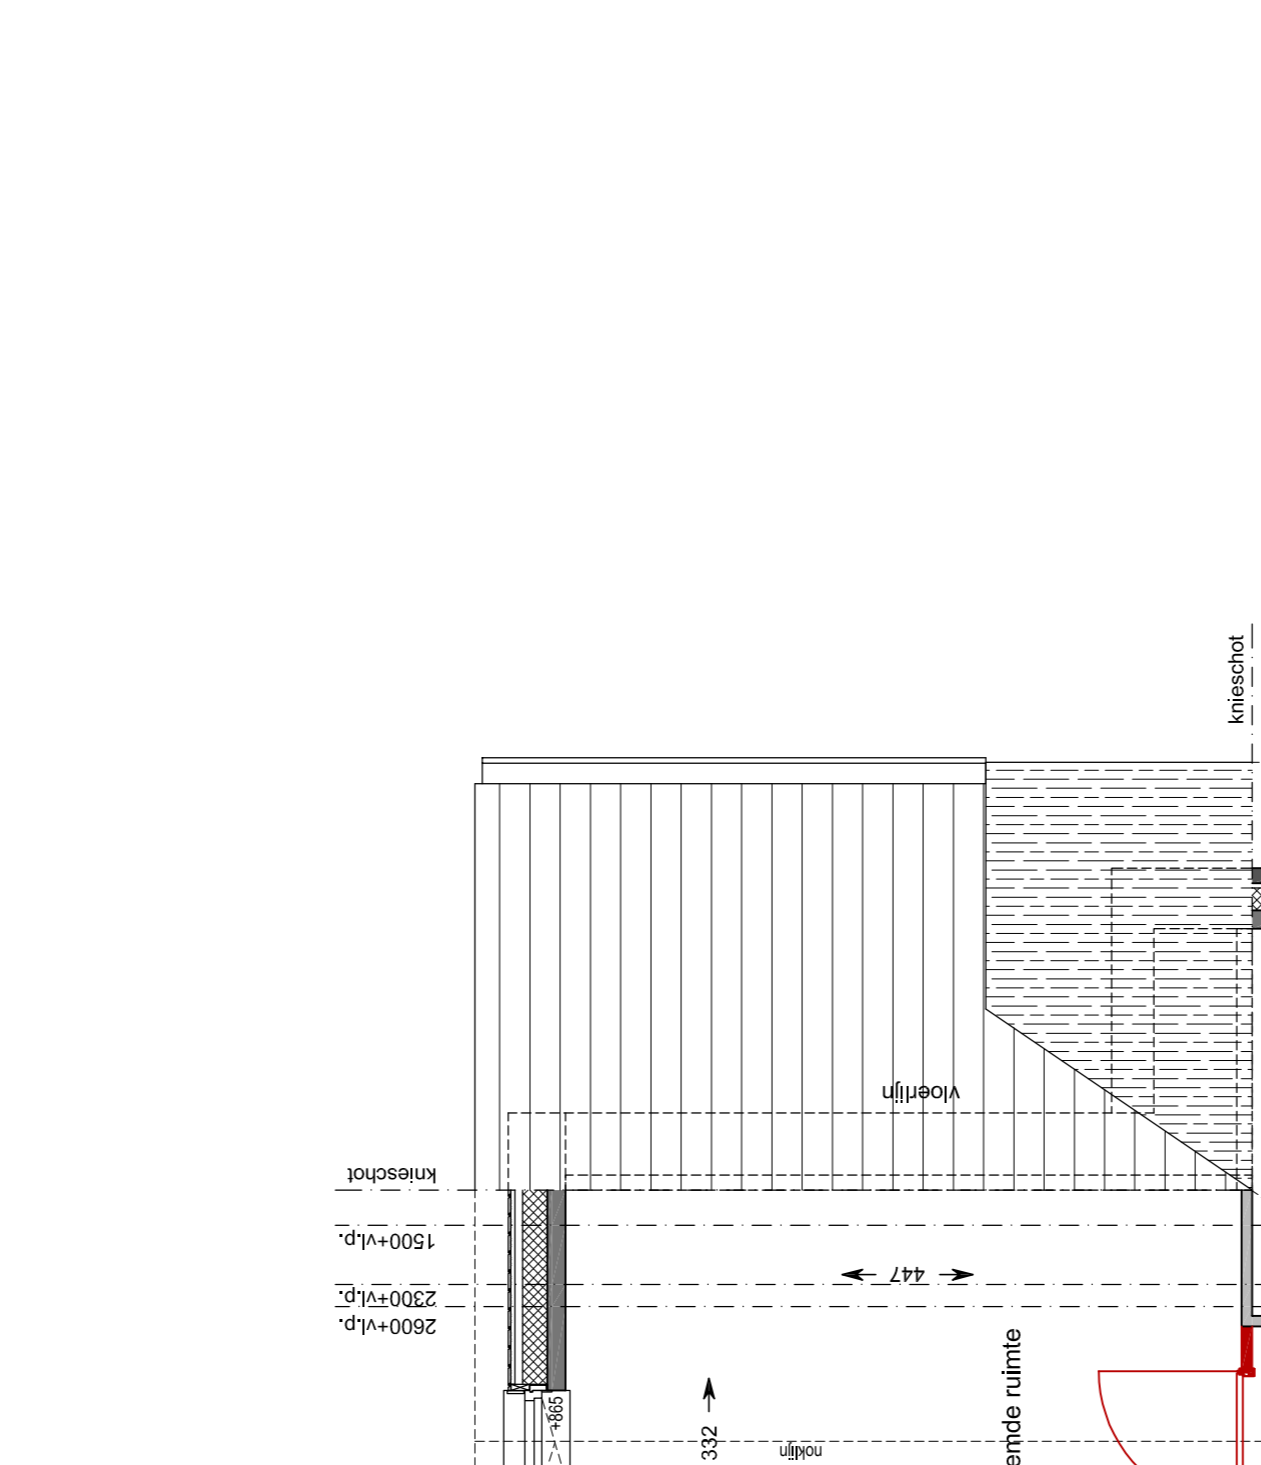 knieschot
vloerlijn
knieschot
1500+vl.p.
447
2300+vl.p.
2600+vl.p.
emde ruimte
+865
332
noklijn